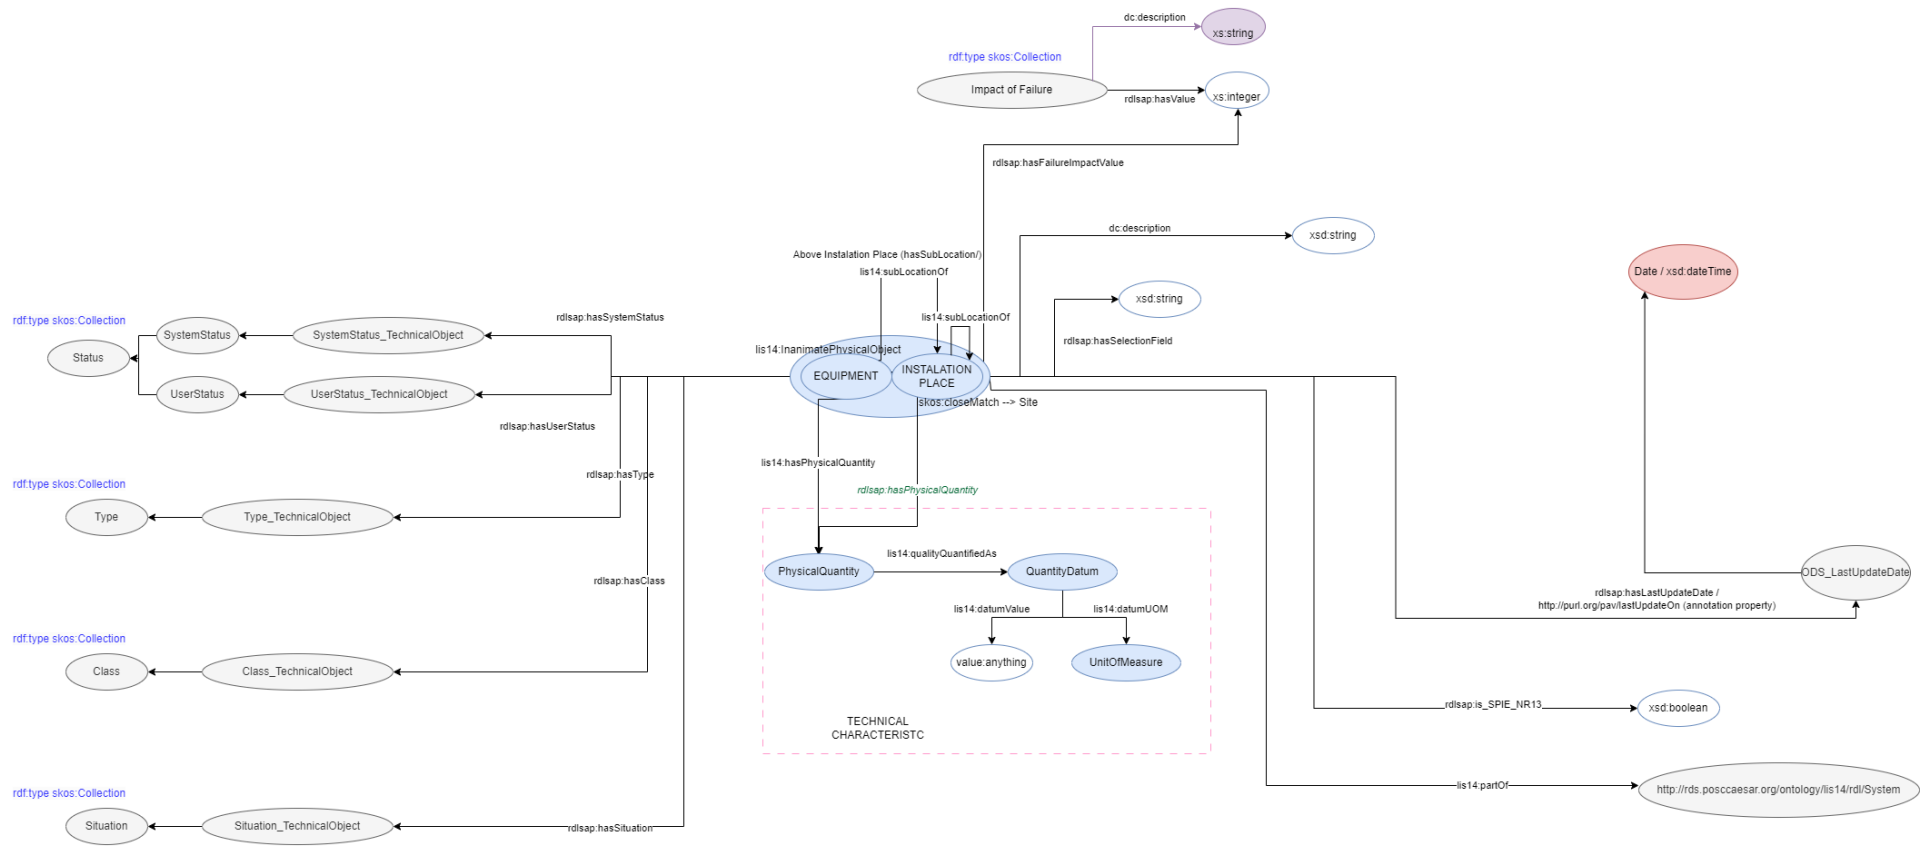 dc:description
xs:string
rdf:type skos:Collection
Impact of Failure
rdlsap:hasValue
xs:integer
rdlsap:hasFailureImpactValue
dc:description
xsd:string
Above Instalation Place (hasSubLocation/)
lis14:subLocationOf
Date / xsd:dateTime
xsd:string
rdf:type skos:Collection
rdlsap:hasSystemStatus
lis14:subLocationOf
SystemStatus
SystemStatus_TechnicalObject
rdlsap:hasSelectionField
Status
lis14:InanimatePhysicalObject
EQUIPMENT
INSTALATION
PLACE
UserStatus
UserStatus_TechnicalObject
skos:closeMatch --> Site
rdlsap:hasUserStatus
lis14:hasPhysicalQuantity
rdlsap:hasType
rdf:type skos:Collection
rdlsap:hasPhysicalQuantity
Type
Type_TechnicalObject
lis14:qualityQuantifiedAs
PhysicalQuantity
QuantityDatum
ODS_LastUpdateDate
rdlsap:hasClass
rdlsap:hasLastUpdateDate /
http://purl.org/pav/lastUpdateOn (annotation property)
lis14:datumValue
lis14:datumUOM
rdf:type skos:Collection
value:anything
UnitOfMeasure
Class
Class_TechnicalObject
rdlsap:is_SPIE_NR13
xsd:boolean
TECHNICAL
CHARACTERISTC
lis14:partOf
http://rds.posccaesar.org/ontology/lis14/rdl/System
rdf:type skos:Collection
Situation
Situation_TechnicalObject
rdlsap:hasSituation